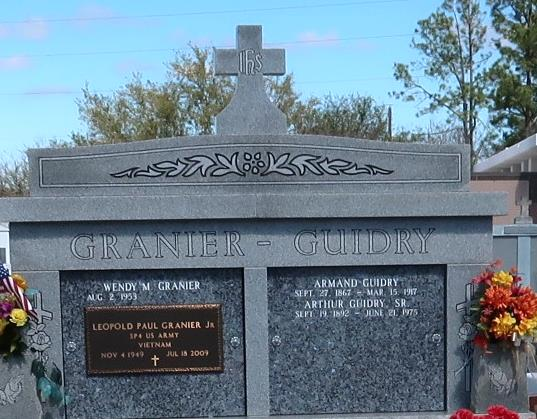 IHS
GRANIER - GUIDRY
WENDY M. GRANIER
AUG. 2, 1953
LEOPOLD PAUL GRANIER JR
SP4 US ARMY
VIETNAM
NOV 4 1949 JUL 18 2009
ARMAND GUIDRY
SEPT. 27, 1867 - MAR. 15, 1917
ARTHUR GUIDRY, SR.
SEPT. 19, 1892 - JUNE 21, 1975